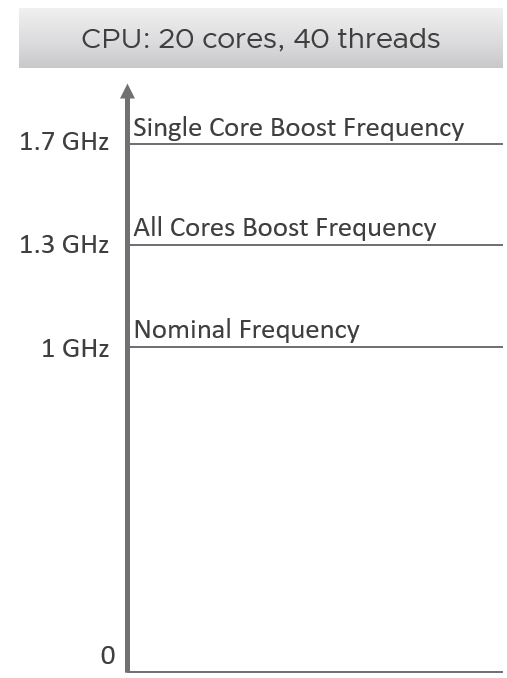 CPU: 20 cores, 40 threads
Single Core Boost Frequency
1.7 GHz
All Cores Boost Frequency
1.3 GHz
Nominal Frequency
1 GHz
0